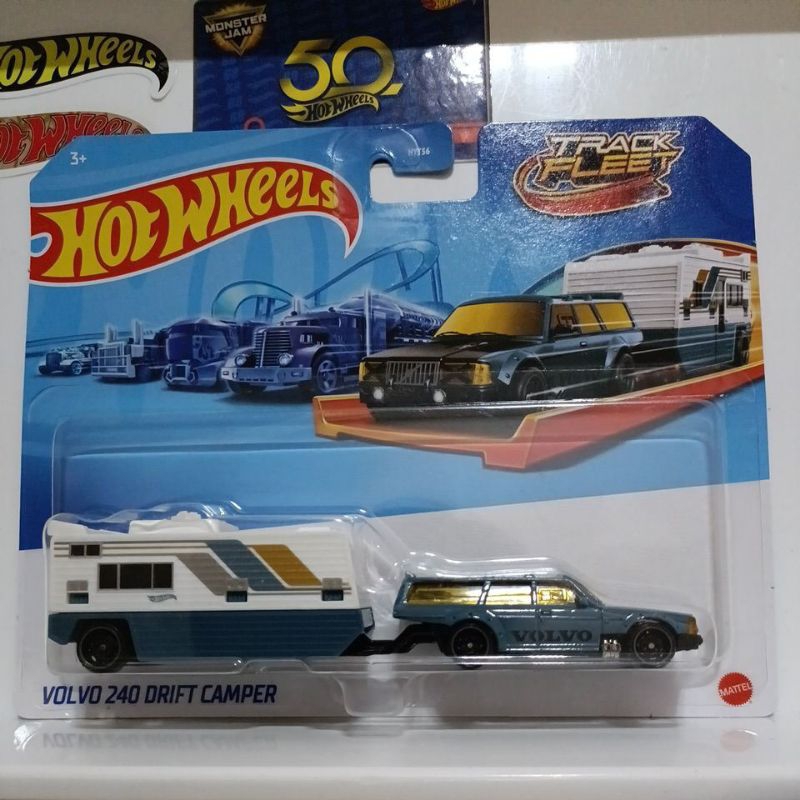 HOT WHEELS
HOT WHEELS
MONSTER
JAM
50
HOT WHEELS
3+
HOT WHEELS
TRACK
FLEET
VOLVO
VOLVO 240 DRIFT CAMPER
MATTEL